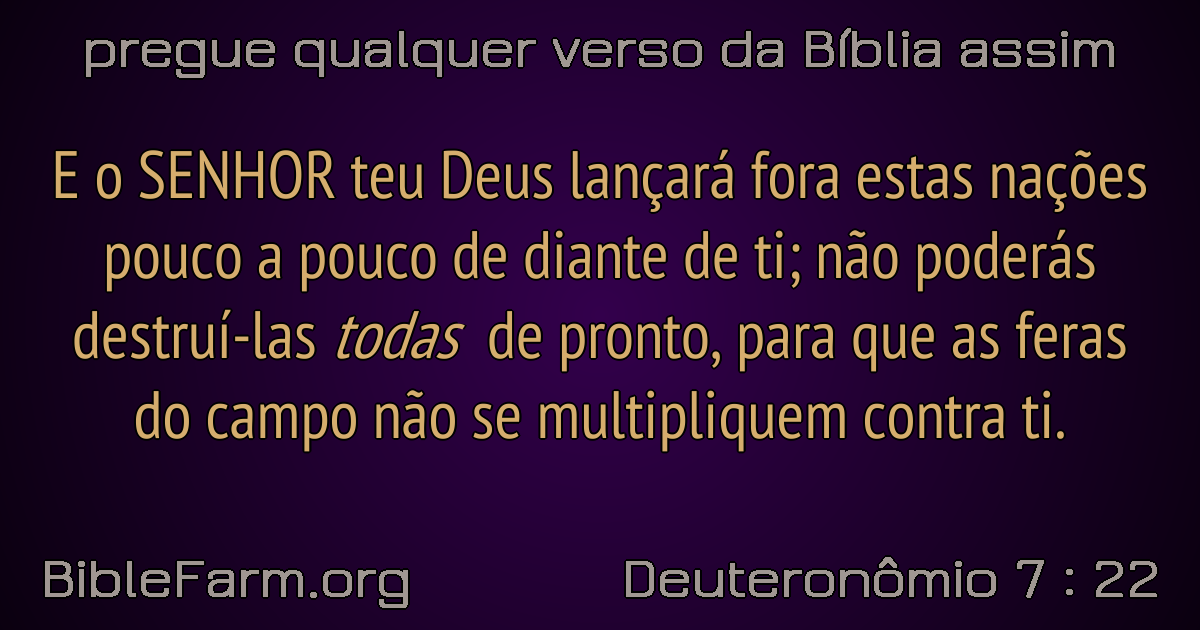 pregue qualquer verso da Bíblia assim
E o SENHOR teu Deus lançará fora estas nações
pouco a pouco de diante de ti; não poderás
destruí-las todas de pronto, para que as feras
do campo não se multipliquem contra ti.
BibleFarm.org
Deuteronômio 7 : 22